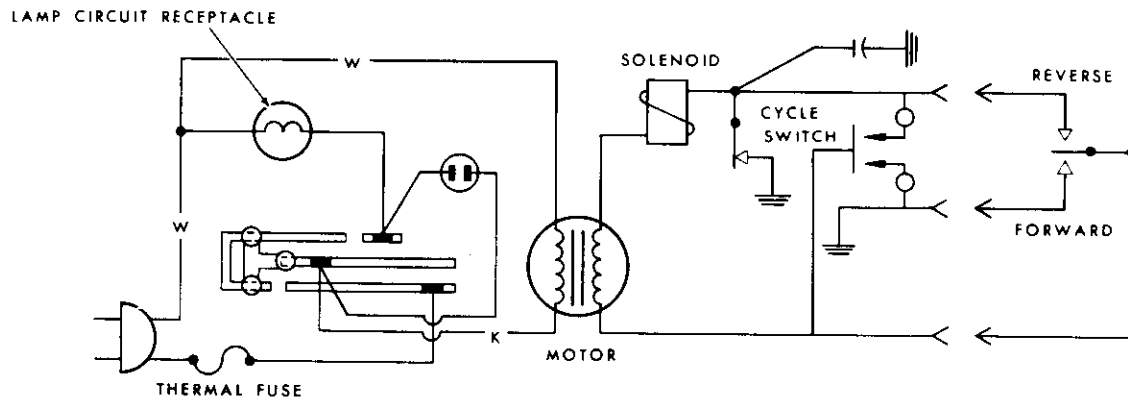 LAMP CIRCUIT RECEPTACLE
W
SOLENOID
REVERSE
CYCLE
SWITCH
W
FORWARD
K
MOTOR
THERMAL FUSE